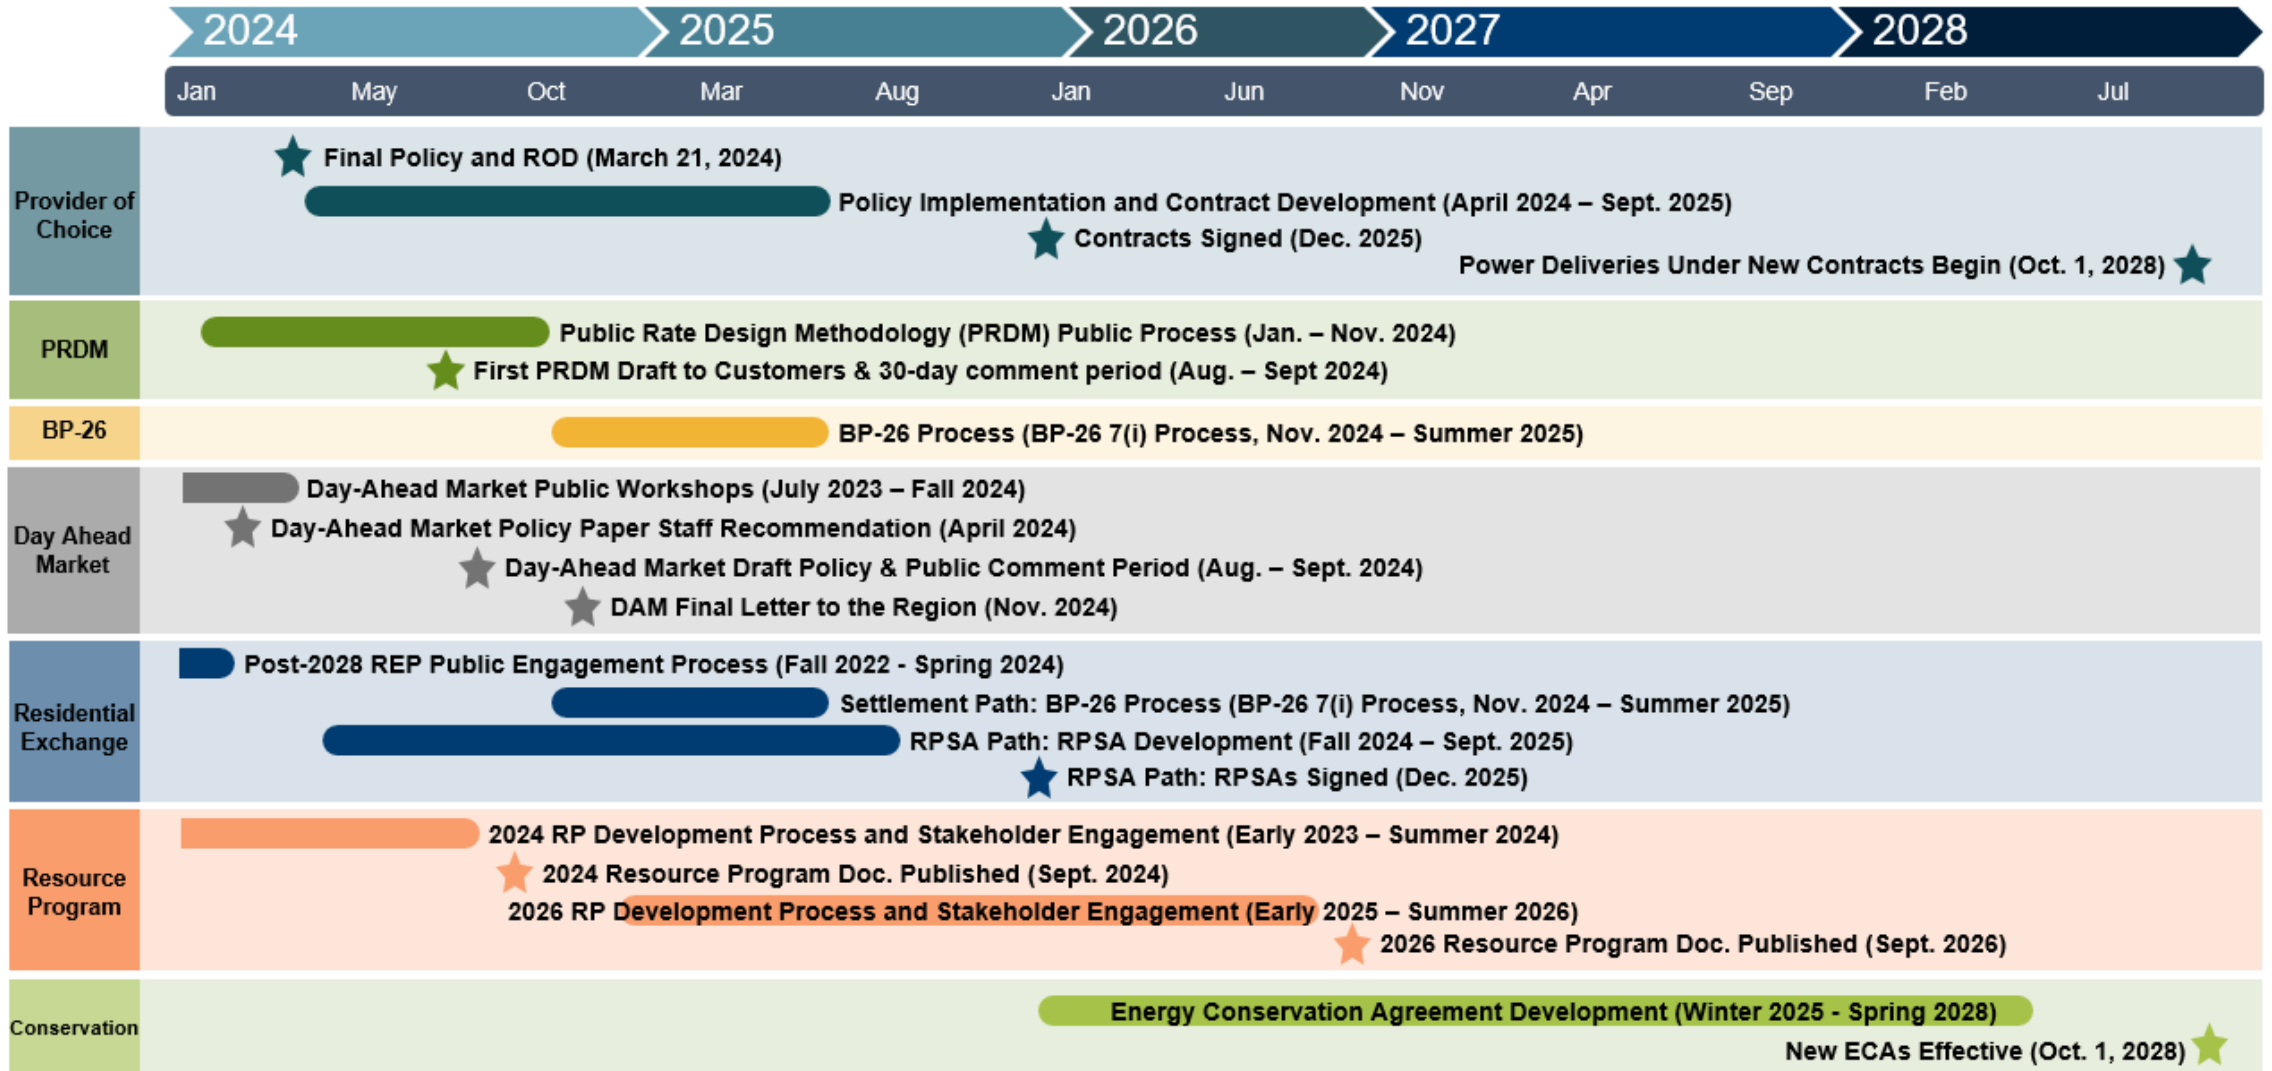 2024 2025 2026 2027 2028
Jan May Oct Mar Aug Jan Jun Nov Apr Sep Feb Jul
Provider of
Choice
Final Policy and ROD (March 21, 2024)
Policy Implementation and Contract Development (April 2024 – Sept. 2025)
Contracts Signed (Dec. 2025)
Power Deliveries Under New Contracts Begin (Oct. 1, 2028)
PRDM
Public Rate Design Methodology (PRDM) Public Process (Jan. – Nov. 2024)
First PRDM Draft to Customers & 30-day comment period (Aug. – Sept 2024)
BP-26
BP-26 Process (BP-26 7(i) Process, Nov. 2024 – Summer 2025)
Day Ahead
Market
Day-Ahead Market Public Workshops (July 2023 – Fall 2024)
Day-Ahead Market Policy Paper Staff Recommendation (April 2024)
Day-Ahead Market Draft Policy & Public Comment Period (Aug. – Sept. 2024)
DAM Final Letter to the Region (Nov. 2024)
Residential
Exchange
Post-2028 REP Public Engagement Process (Fall 2022 - Spring 2024)
Settlement Path: BP-26 Process (BP-26 7(i) Process, Nov. 2024 – Summer 2025)
RPSA Path: RPSA Development (Fall 2024 – Sept. 2025)
RPSA Path: RPSAs Signed (Dec. 2025)
Resource
Program
2024 RP Development Process and Stakeholder Engagement (Early 2023 – Summer 2024)
2024 Resource Program Doc. Published (Sept. 2024)
2026 RP Development Process and Stakeholder Engagement (Early 2025 – Summer 2026)
2026 Resource Program Doc. Published (Sept. 2026)
Conservation
Energy Conservation Agreement Development (Winter 2025 - Spring 2028)
New ECAs Effective (Oct. 1, 2028)